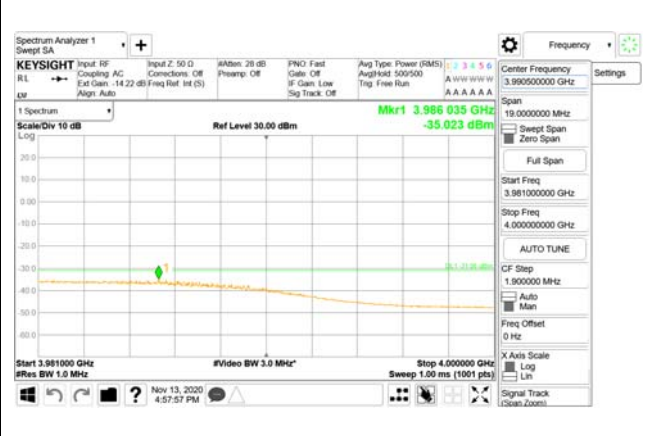 Spectrum Analyzer 1
Swept SA
+
Frequency
KEYSIGHT
RL
Input: RF
Coupling: AC
Ext Gain: -14.22 dB
Align: Auto
Input Z: 50 Ω
Corrections: Off
Freq Ref: Int (S)
#Atten: 28 dB
Preamp: Off
PNO: Fast
Gate: Off
IF Gain: Low
Sig Track: Off
Avg Type: Power (RMS)
Avg|Hold: 500/500
Trig: Free Run
1 2 3 4 5 6
A W W W W W
A A A A A A
1 Spectrum
Scale/Div 10 dB
Ref Level 30.00 dBm
Mkr1 3.986 035 GHz
-35.023 dBm
Log
20.0
10.0
0.00
-10.0
-20.0
-30.0
-40.0
-50.0
-60.0
1
Start 3.981000 GHz
#Res BW 1.0 MHz
#Video BW 3.0 MHz*
Stop 4.000000 GHz
Sweep 1.00 ms (1001 pts)
Nov 13, 2020
4:57:57 PM
Center Frequency
3.990500000 GHz
Settings
Span
19.0000000 MHz
Swept Span
Zero Span
Full Span
Start Freq
3.981000000 GHz
Stop Freq
4.000000000 GHz
AUTO TUNE
CF Step
1.900000 MHz
Auto
Man
Freq Offset
0 Hz
X Axis Scale
Log
Lin
Signal Track
(Span Zoom)